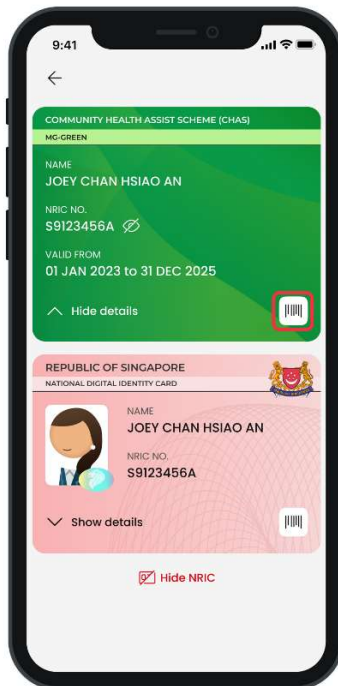 9:41
COMMUNITY HEALTH ASSIST SCHEME (CHAS)
MG-GREEN
NAME
JOEY CHAN HSIAO AN
NRIC NO.
S9123456A
VALID FROM
01 JAN 2023 to 31 DEC 2025
Hide details
REPUBLIC OF SINGAPORE
NATIONAL DIGITAL IDENTITY CARD
NAME
JOEY CHAN HSIAO AN
NRIC NO.
S9123456A
Show details
Hide NRIC